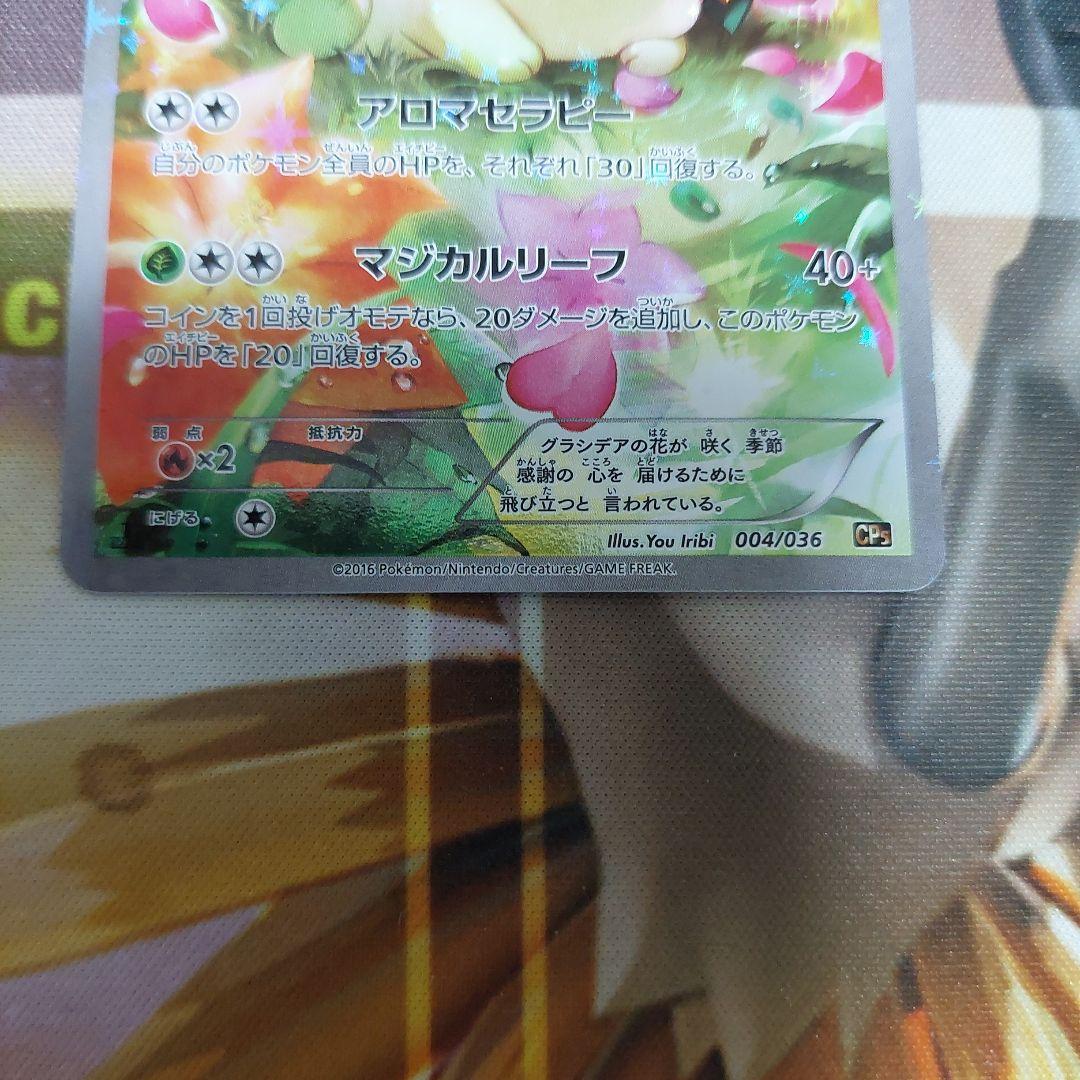 アロマセラピー
自分のポケモン全員のHPを、それぞれ「30」回復する。
マジカルリーフ 40+
コインを1回投げオモテなら、20ダメージを追加し、このポケモン
のHPを「20」回復する。
C
弱点 抵抗力
×2
グラシデアの花が 咲く 季節
感謝の 心を 届けるために
飛び立つと 言われている。
にげる
Illus. You Iribi 004/036 CP5
©2016 Pokémon/Nintendo/Creatures/GAME FREAK.